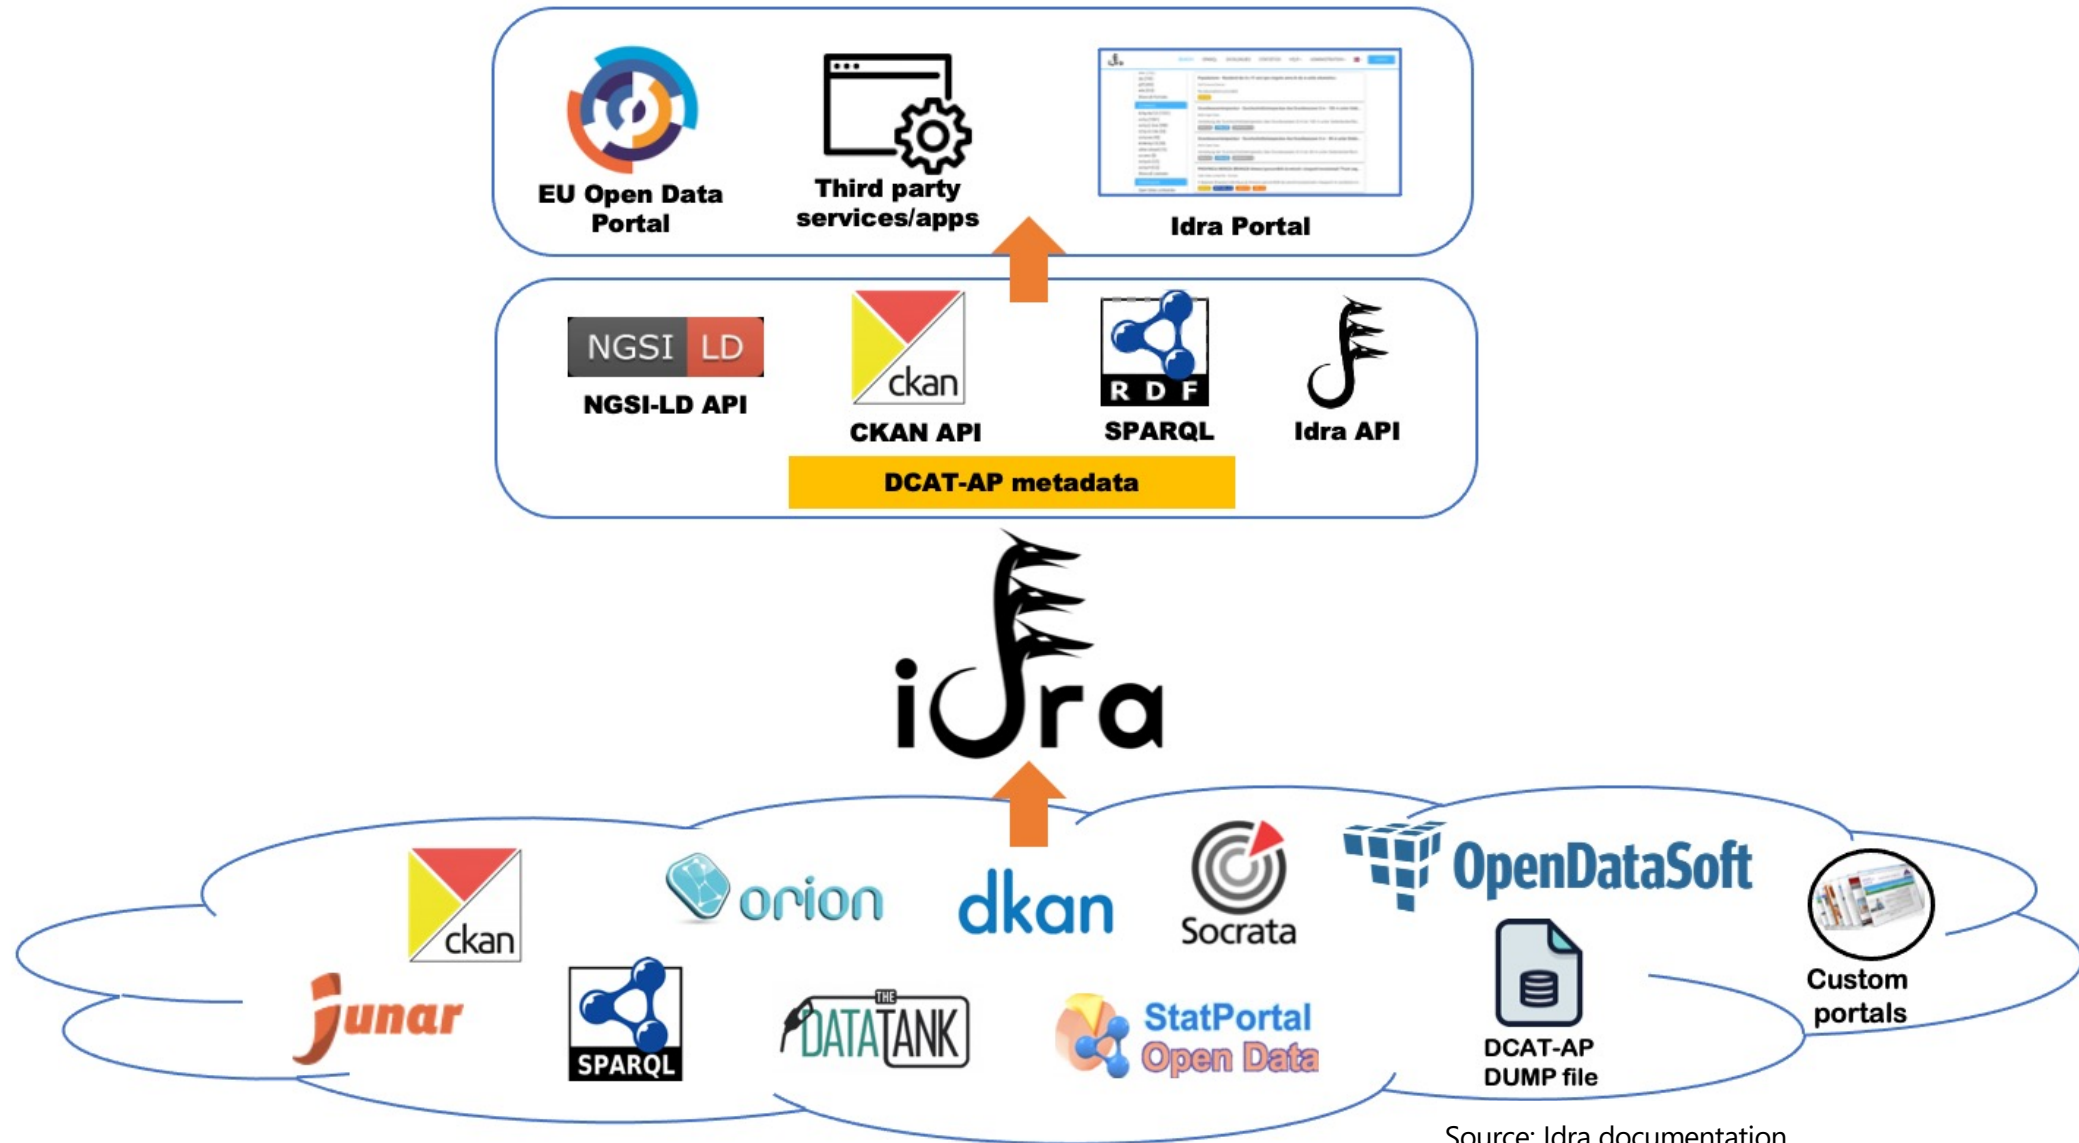 EU Open Data
Portal
Third party
services/apps
Idra Portal
NGSI LD
NGSI-LD API
ckan
CKAN API
RDF
SPARQL
Idra API
DCAT-AP metadata
idra
ckan
orion
dkan
Socrata
OpenDataSoft
Custom
portals
junar
SPARQL
THE
DATATANK
StatPortal
Open Data
DCAT-AP
DUMP file
Source: Idra documentation